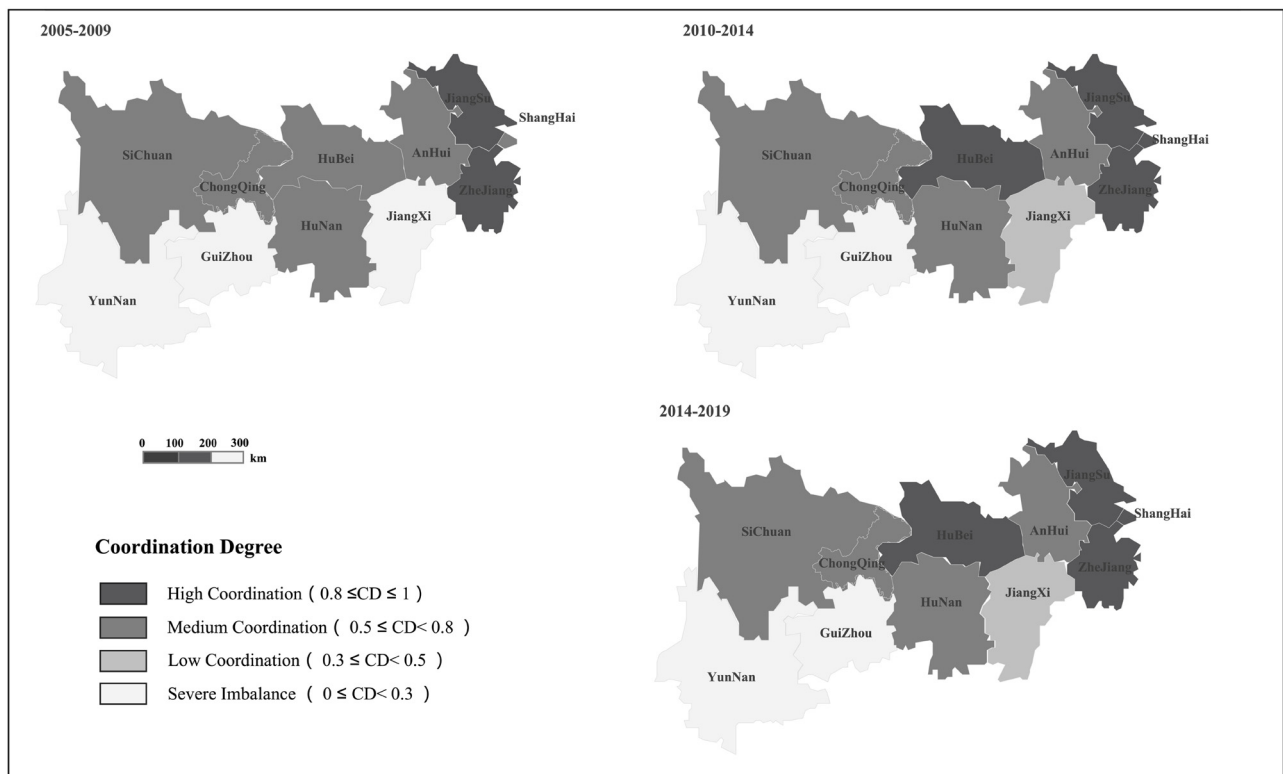 2005-2009
JiangSu
ShangHai
SiChuan
HuBei
AnHui
ChongQing
ZheJiang
JiangXi
HuNan
GuiZhou
YunNan
2010-2014
JiangSu
ShangHai
SiChuan
HuBei
AnHui
ChongQing
ZheJiang
JiangXi
HuNan
GuiZhou
YunNan
2014-2019
JiangSu
ShangHai
SiChuan
HuBei
AnHui
ChongQing
ZheJiang
JiangXi
HuNan
GuiZhou
YunNan
0 100 200 300
km
Coordination Degree
High Coordination ( 0.8 ≤CD ≤ 1 )
Medium Coordination ( 0.5 ≤ CD< 0.8 )
Low Coordination ( 0.3 ≤ CD< 0.5 )
Severe Imbalance ( 0 ≤ CD< 0.3 )